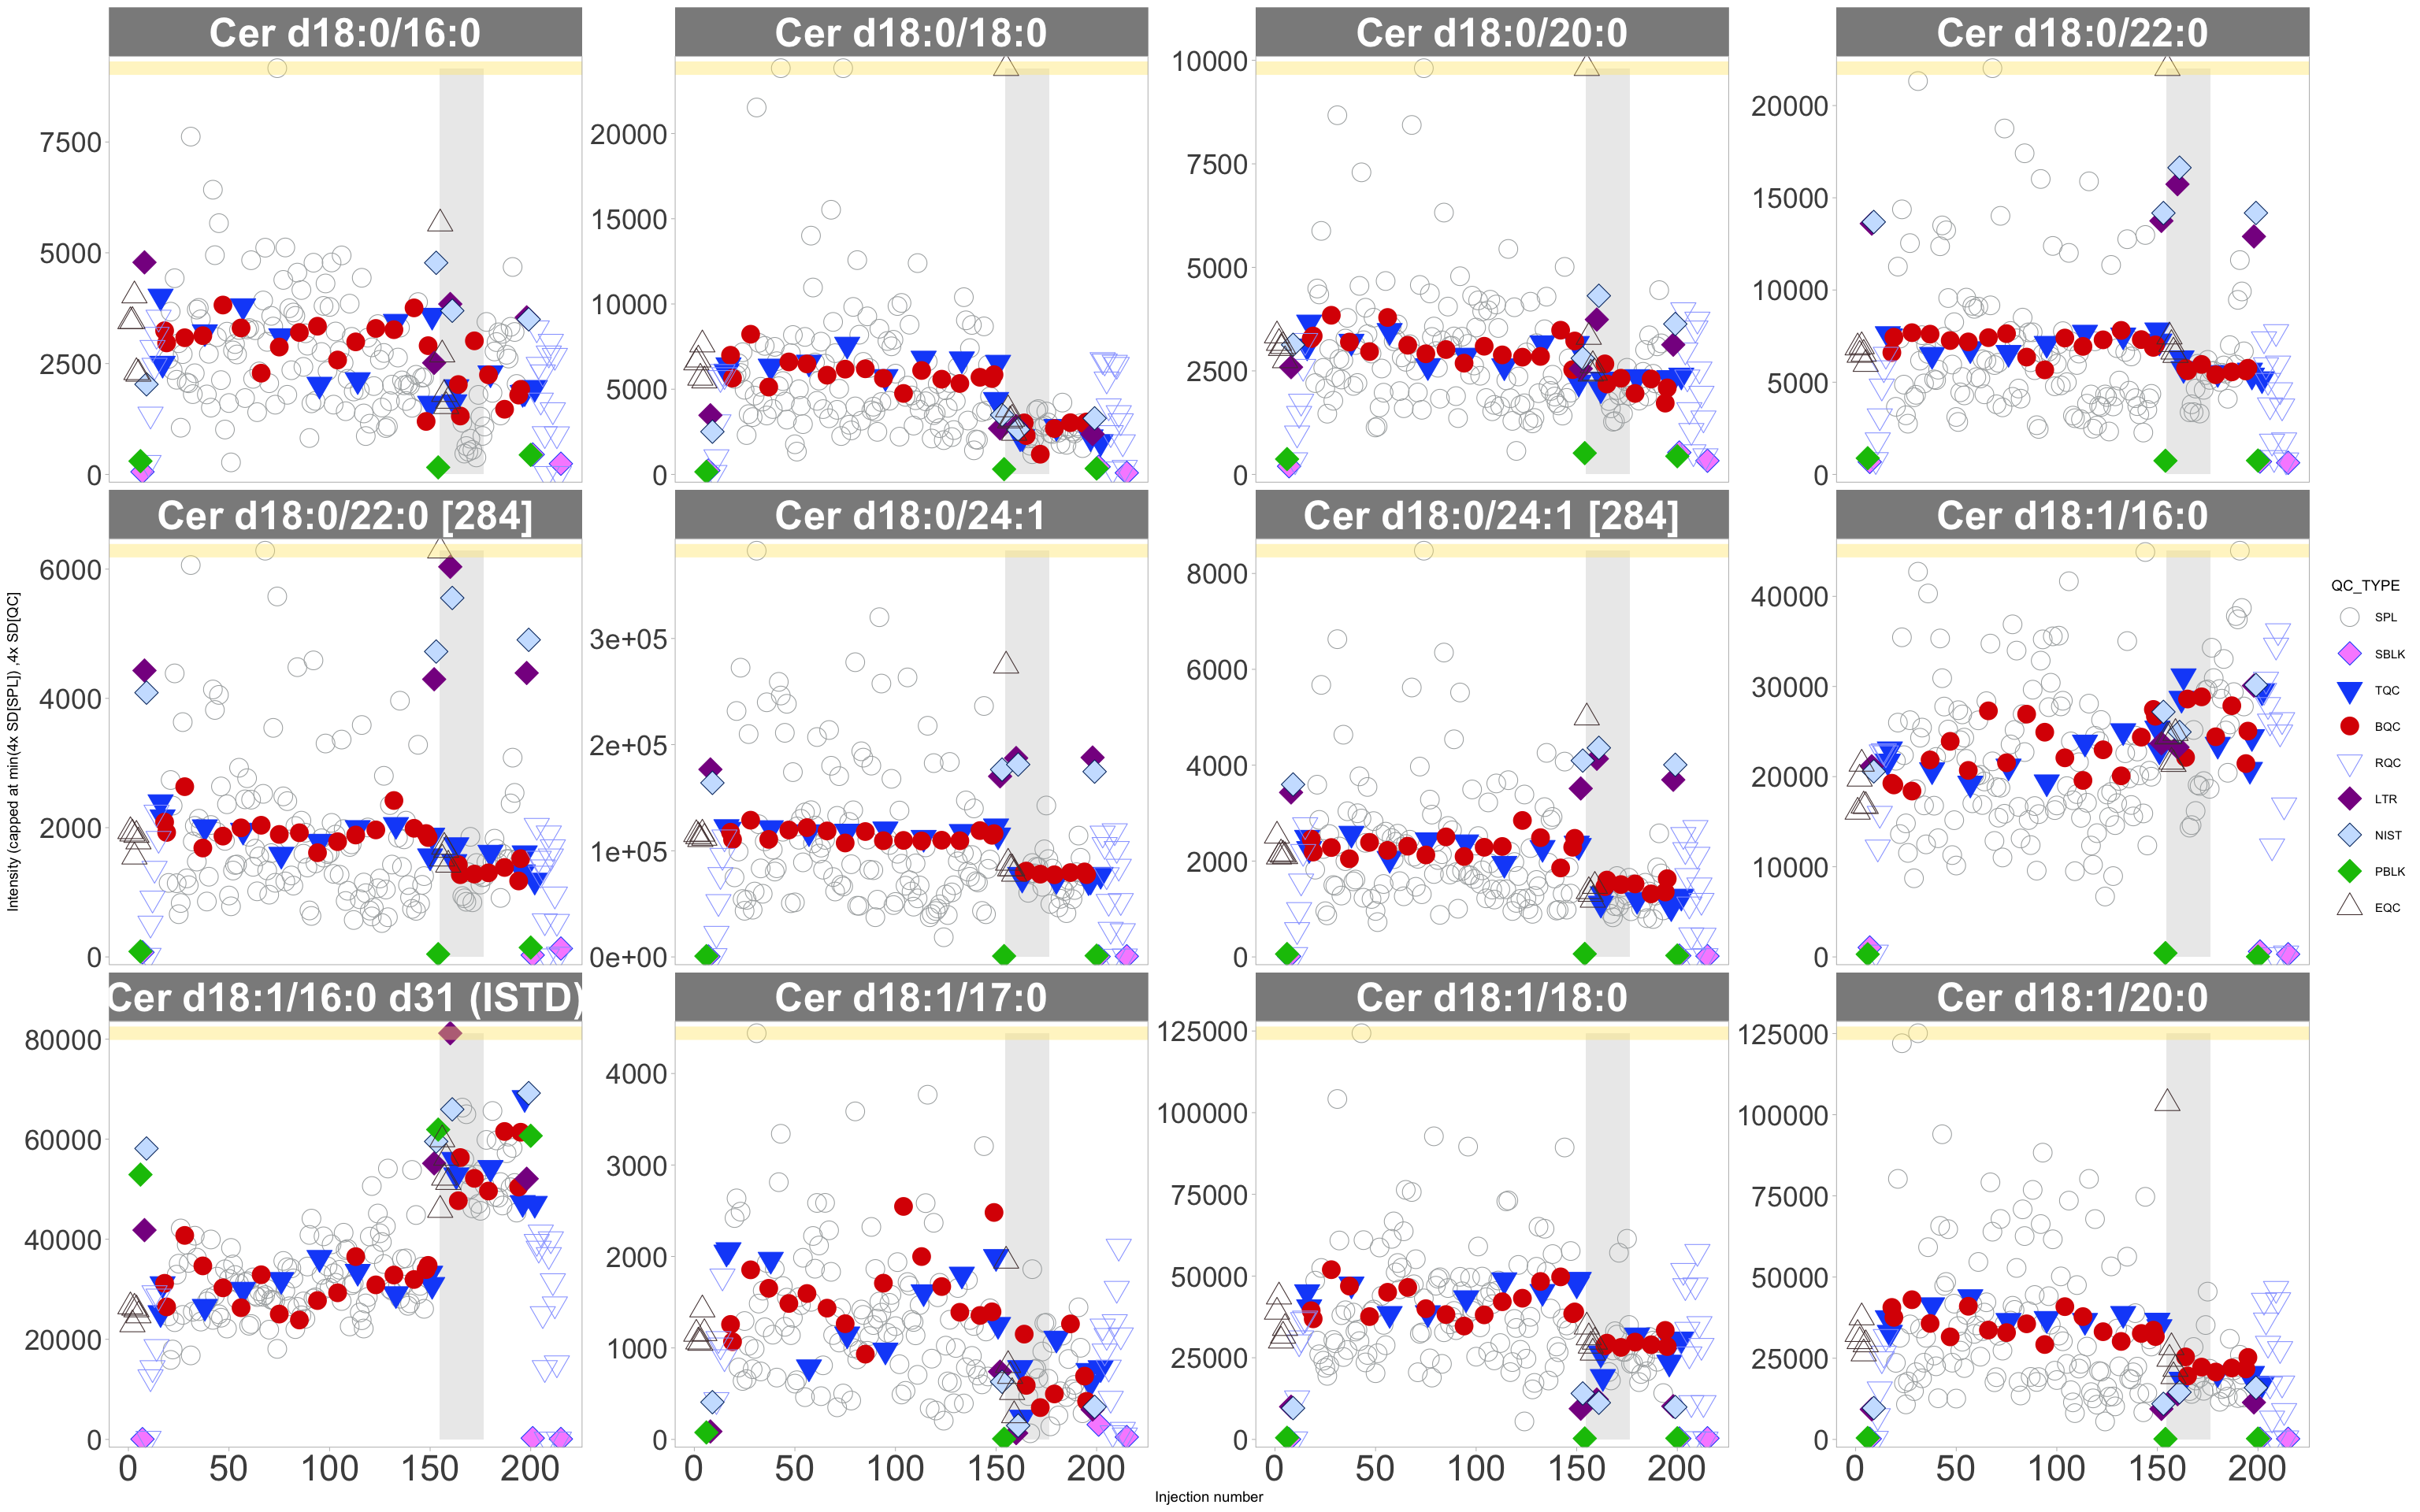 Cer d18:0/16:0
Cer d18:0/18:0
Cer d18:0/20:0
Cer d18:0/22:0
7500
5000
2500
0
20000
15000
10000
5000
0
10000
7500
5000
2500
0
20000
15000
10000
5000
0
Cer d18:0/22:0 [284]
Cer d18:0/24:1
Cer d18:0/24:1 [284]
Cer d18:1/16:0
6000
4000
2000
0
3e+05
2e+05
1e+05
0e+00
8000
6000
4000
2000
0
40000
30000
20000
10000
0
Cer d18:1/16:0 d31 (ISTD)
Cer d18:1/17:0
Cer d18:1/18:0
Cer d18:1/20:0
80000
60000
40000
20000
0
4000
3000
2000
1000
0
125000
100000
75000
50000
25000
0
125000
100000
75000
50000
25000
0
0 50 100 150 200
0 50 100 150 200
0 50 100 150 200
0 50 100 150 200
Injection number
Intensity (capped at min(4x SD[SPL]) ,4x SD[QC]
QC_TYPE
SPL
SBLK
TQC
BQC
RQC
LTR
NIST
PBLK
EQC